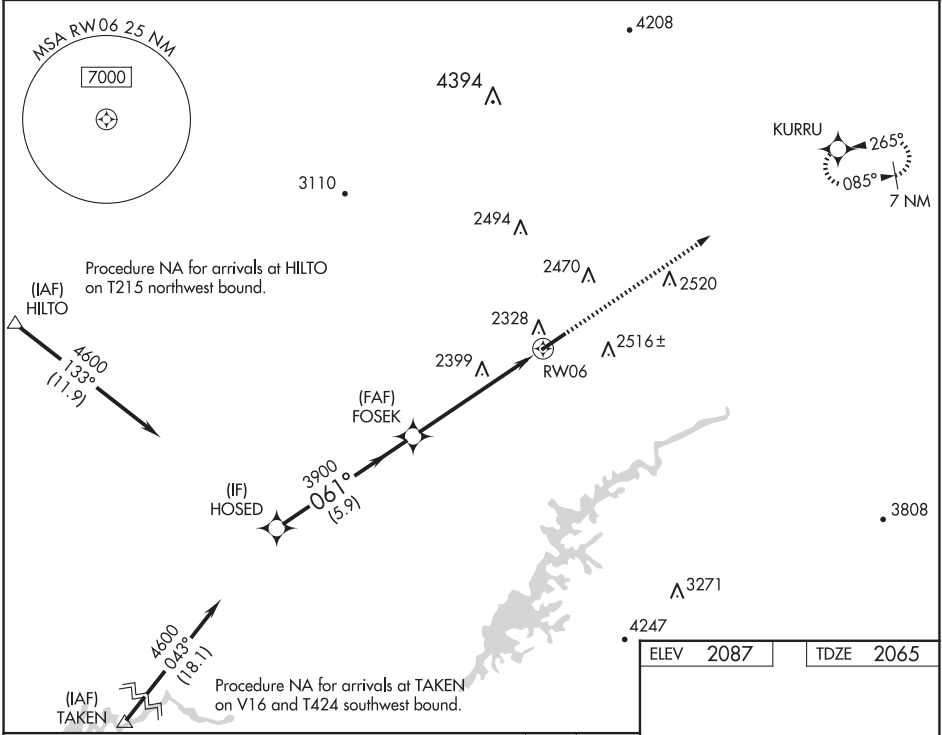 MSA RW06 25 NM
7000
4208
4394
KURRU
265°
085°
7 NM
3110
2494
Procedure NA for arrivals at HILTO
on T215 northwest bound.
2470
2520
(IAF)
HILTO
2328
2516±
RW06
2399
4600
133°
(11.9)
(FAF)
FOSEK
3900
061°
(5.9)
(IF)
HOSED
3808
3271
4247
4600
043°
(18.1)
ELEV 2087
TDZE 2065
Procedure NA for arrivals at TAKEN
on V16 and T424 southwest bound.
(IAF)
TAKEN